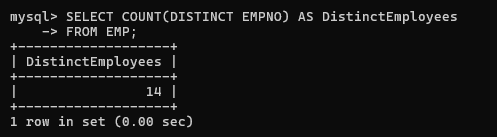 mysql> SELECT COUNT(DISTINCT EMPNO) AS DistinctEmployees
    -> FROM EMP;
+-------------------+
| DistinctEmployees |
+-------------------+
|                14 |
+-------------------+
1 row in set (0.00 sec)